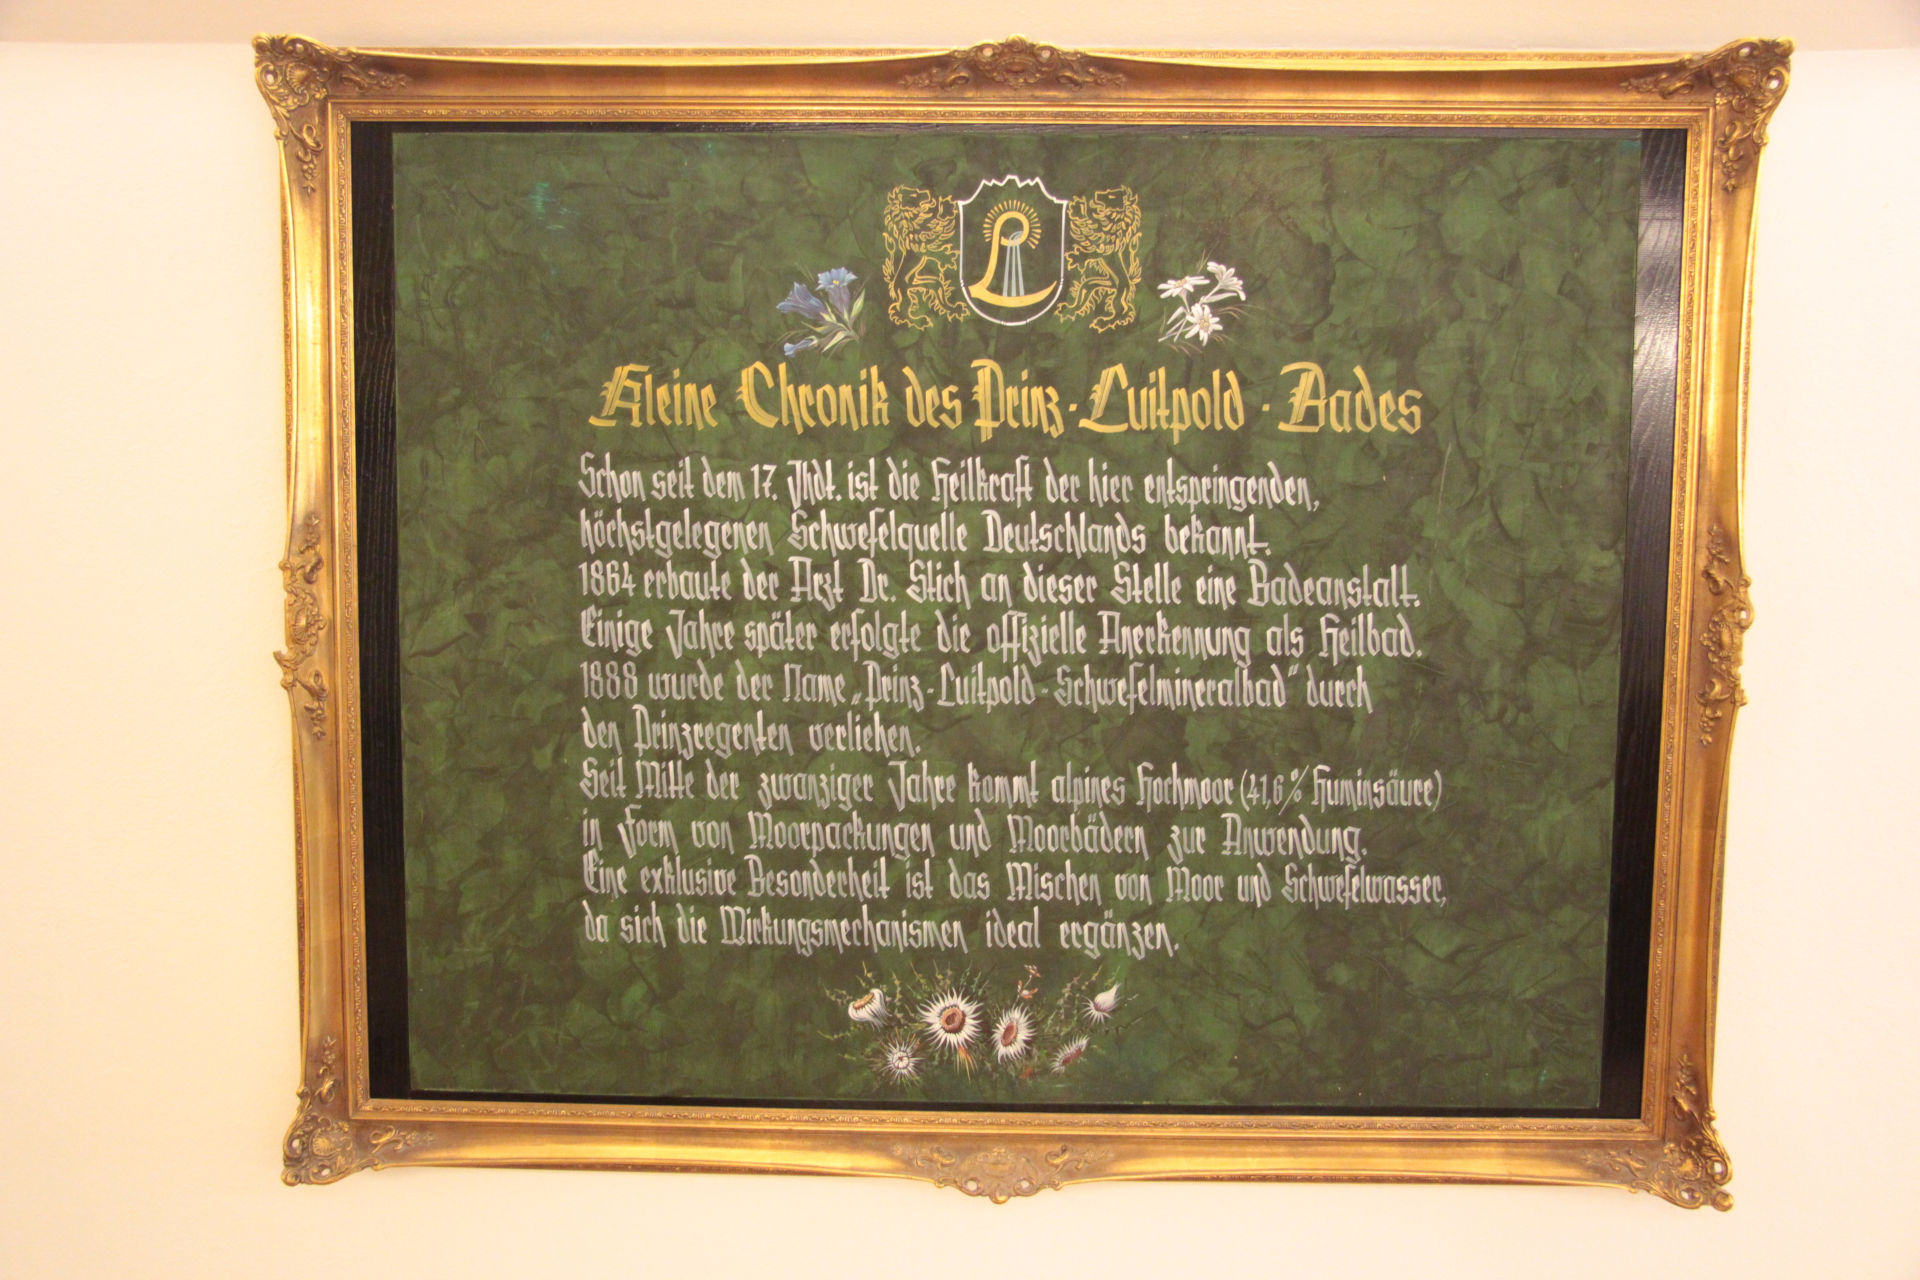 Kleine Chronik des Prinz-Luitpold-Bades
Schon seit dem 17. Jhdt. ist die Heilkraft der hier entspringenden,
höchstgelegenen Schwefelquelle Deutschlands bekannt.
1864 erbaute der Arzt Dr. Stich an dieser Stelle eine Badeanstalt.
Einige Jahre später erfolgte die offizielle Anerkennung als Heilbad.
1888 wurde der Name „Prinz-Luitpold-Schwefelmineralbad" durch
den Prinzregenten verliehen.
Seit Mitte der zwanziger Jahre kommt alpines Hochmoor (41,6% Huminsäure)
in Form von Moorpackungen und Moorbädern zur Anwendung.
Eine exklusive Besonderheit ist das Mischen von Moor und Schwefelwasser,
da sich die Wirkungsmechanismen ideal ergänzen.